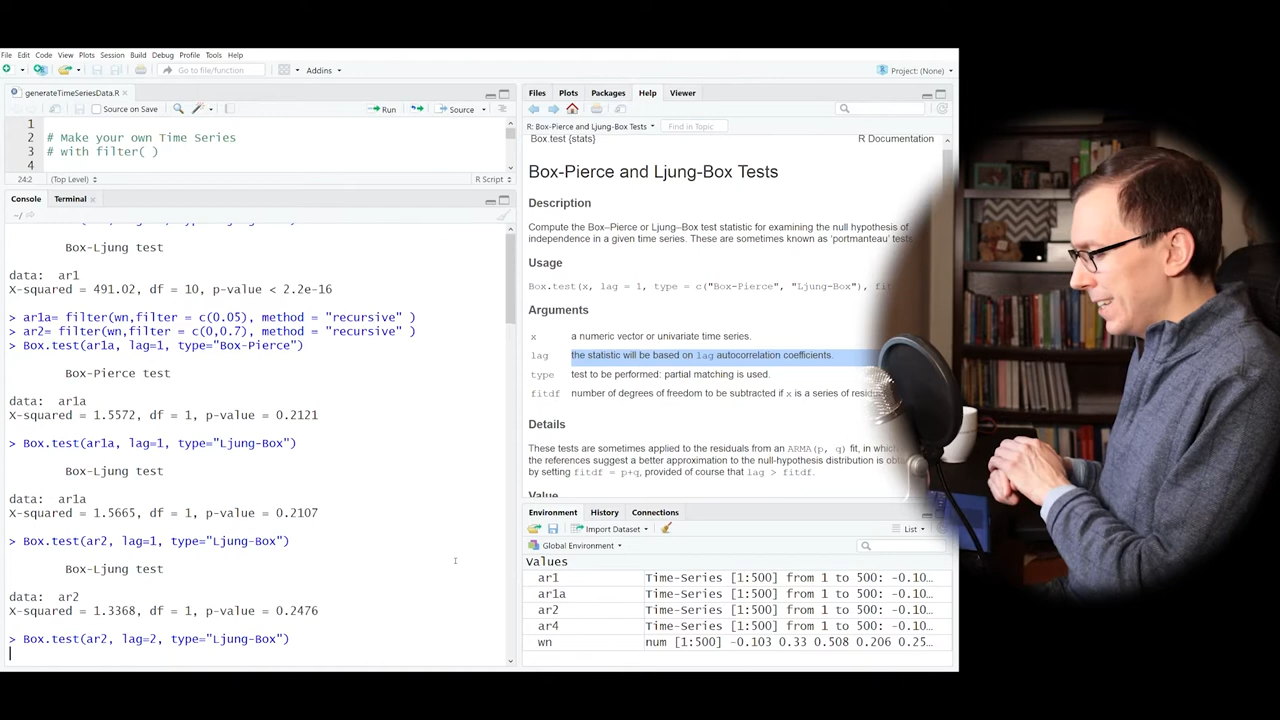 File Edit Code View Plots Session Build Debug Profile Tools Help
Go to file/function
Addins
Project: (None)
generateTimeSeriesData.R
Source on Save
Run
Source
1
2 # Make your own Time Series
3 # with filter( )
4
24:2 (Top Level) R Script
Console Terminal
~/
Box-Ljung test
data: ar1
X-squared = 491.02, df = 10, p-value < 2.2e-16
> ar1a= filter(wn,filter = c(0.05), method = "recursive" )
> ar2= filter(wn,filter = c(0,0.7), method = "recursive" )
> Box.test(ar1a, lag=1, type="Box-Pierce")
Box-Pierce test
data: ar1a
X-squared = 1.5572, df = 1, p-value = 0.2121
> Box.test(ar1a, lag=1, type="Ljung-Box")
Box-Ljung test
data: ar1a
X-squared = 1.5665, df = 1, p-value = 0.2107
> Box.test(ar2, lag=1, type="Ljung-Box")
Box-Ljung test
data: ar2
X-squared = 1.3368, df = 1, p-value = 0.2476
> Box.test(ar2, lag=2, type="Ljung-Box")
Files Plots Packages Help Viewer
R: Box-Pierce and Ljung-Box Tests Find in Topic
Box.test {stats} R Documentation
Box-Pierce and Ljung-Box Tests
Description
Compute the Box–Pierce or Ljung–Box test statistic for examining the null hypothesis of
independence in a given time series. These are sometimes known as ‘portmanteau’ tests
Usage
Box.test(x, lag = 1, type = c("Box-Pierce", "Ljung-Box"), fit
Arguments
x a numeric vector or univariate time series.
lag the statistic will be based on lag autocorrelation coefficients.
type test to be performed: partial matching is used.
fitdf number of degrees of freedom to be subtracted if x is a series of
Details
These tests are sometimes applied to the residuals from an ARMA(p, q) fit, in which
the references suggest a better approximation to the null-hypothesis distribution is
by setting fitdf = p+q, provided of course that lag > fitdf.
Value
Environment History Connections
Import Dataset List
Global Environment
Values
ar1 Time-Series [1:500] from 1 to 500: -0.10…
ar1a Time-Series [1:500] from 1 to 500: -0.10…
ar2 Time-Series [1:500] from 1 to 500: -0.10…
ar4 Time-Series [1:500] from 1 to 500: -0.10…
wn num [1:500] -0.103 0.33 0.508 0.206 0.25…